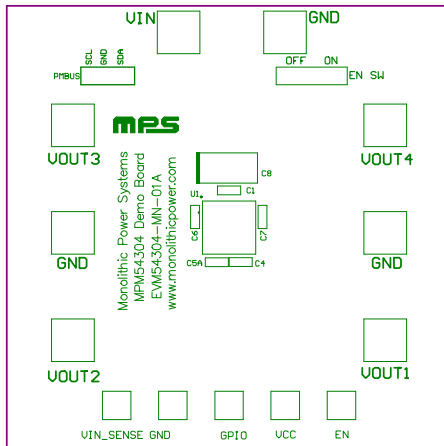 VIN
GND
SCL
GND
SDA
PMBUS
OFF ON
EN SW
VOUT3
MPS
VOUT4
Monolithic Power Systems
MPM54304 Demo Board
EVM54304-MN-01A
www.monolithicpower.com
C8
C1
U1
C6
C7
C5A
C4
GND
GND
VOUT2
VOUT1
VIN_SENSE GND GPIO VCC EN